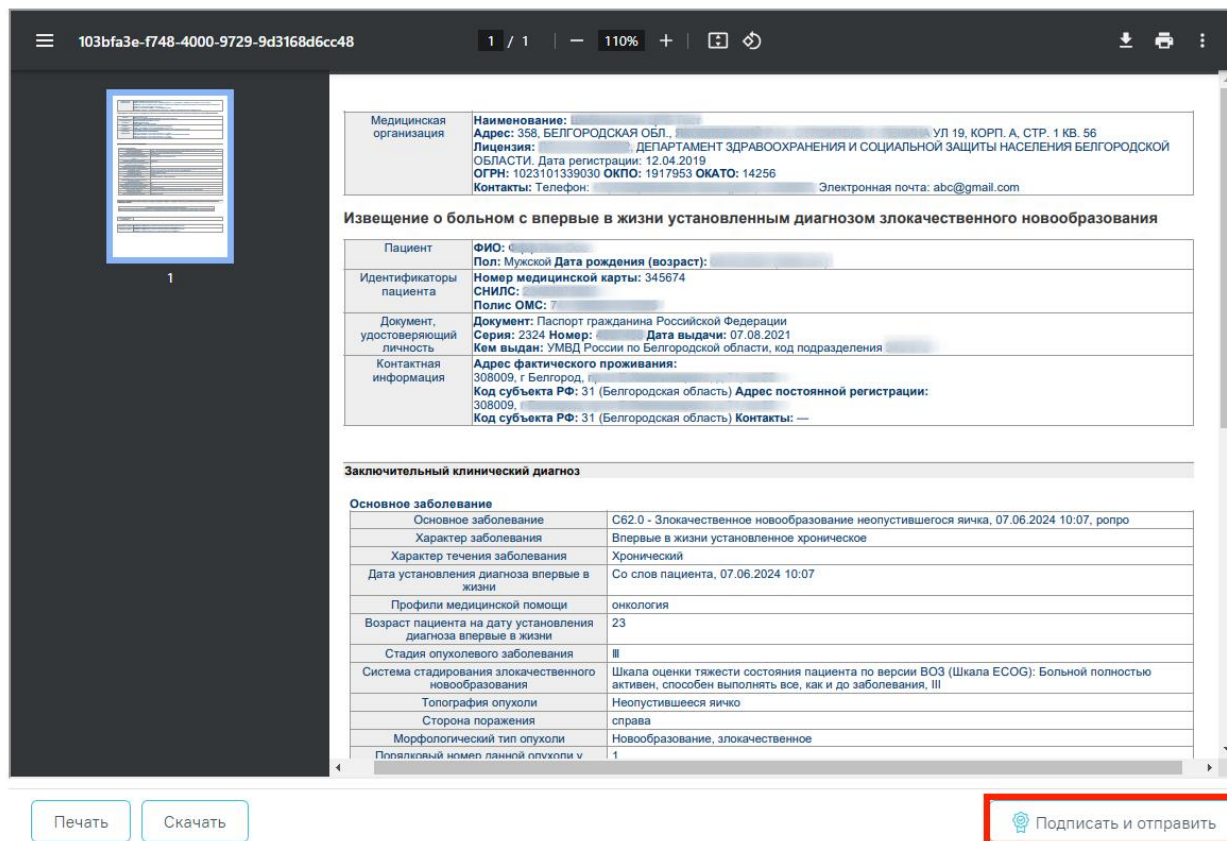 103bfa3e-f748-4000-9729-9d3168d6cc48
1 / 1
110%
1
Медицинская организация
Наименование:
Адрес: 358, БЕЛГОРОДСКАЯ ОБЛ., УЛ 19, КОРП. А, СТР. 1 КВ. 56
Лицензия: , ДЕПАРТАМЕНТ ЗДРАВООХРАНЕНИЯ И СОЦИАЛЬНОЙ ЗАЩИТЫ НАСЕЛЕНИЯ БЕЛГОРОДСКОЙ
ОБЛАСТИ. Дата регистрации: 12.04.2019
ОГРН: 1023101339030 ОКПО: 1917953 ОКАТО: 14256
Контакты: Телефон: Электронная почта: abc@gmail.com
Извещение о больном с впервые в жизни установленным диагнозом злокачественного новообразования
Пациент
ФИО:
Пол: Мужской Дата рождения (возраст):
Идентификаторы пациента
Номер медицинской карты: 345674
СНИЛС:
Полис ОМС: 7
Документ, удостоверяющий личность
Документ: Паспорт гражданина Российской Федерации
Серия: 2324 Номер: Дата выдачи: 07.08.2021
Кем выдан: УМВД России по Белгородской области, код подразделения
Контактная информация
Адрес фактического проживания:
308009, г Белгород,
Код субъекта РФ: 31 (Белгородская область) Адрес постоянной регистрации:
308009,
Код субъекта РФ: 31 (Белгородская область) Контакты: —
Заключительный клинический диагноз
Основное заболевание
Основное заболевание
C62.0 - Злокачественное новообразование неопустившегося яичка, 07.06.2024 10:07, ропро
Характер заболевания
Впервые в жизни установленное хроническое
Характер течения заболевания
Хронический
Дата установления диагноза впервые в
жизни
Со слов пациента, 07.06.2024 10:07
Профили медицинской помощи
онкология
Возраст пациента на дату установления
диагноза впервые в жизни
23
Стадия опухолевого заболевания
III
Система стадирования злокачественного
новообразования
Шкала оценки тяжести состояния пациента по версии ВОЗ (Шкала ECOG): Больной полностью
активен, способен выполнять все, как и до заболевания, III
Топография опухоли
Неопустившееся яичко
Сторона поражения
справа
Морфологический тип опухоли
Новообразование, злокачественное
Порядковый номер данной опухоли у
1
Печать
Скачать
Подписать и отправить